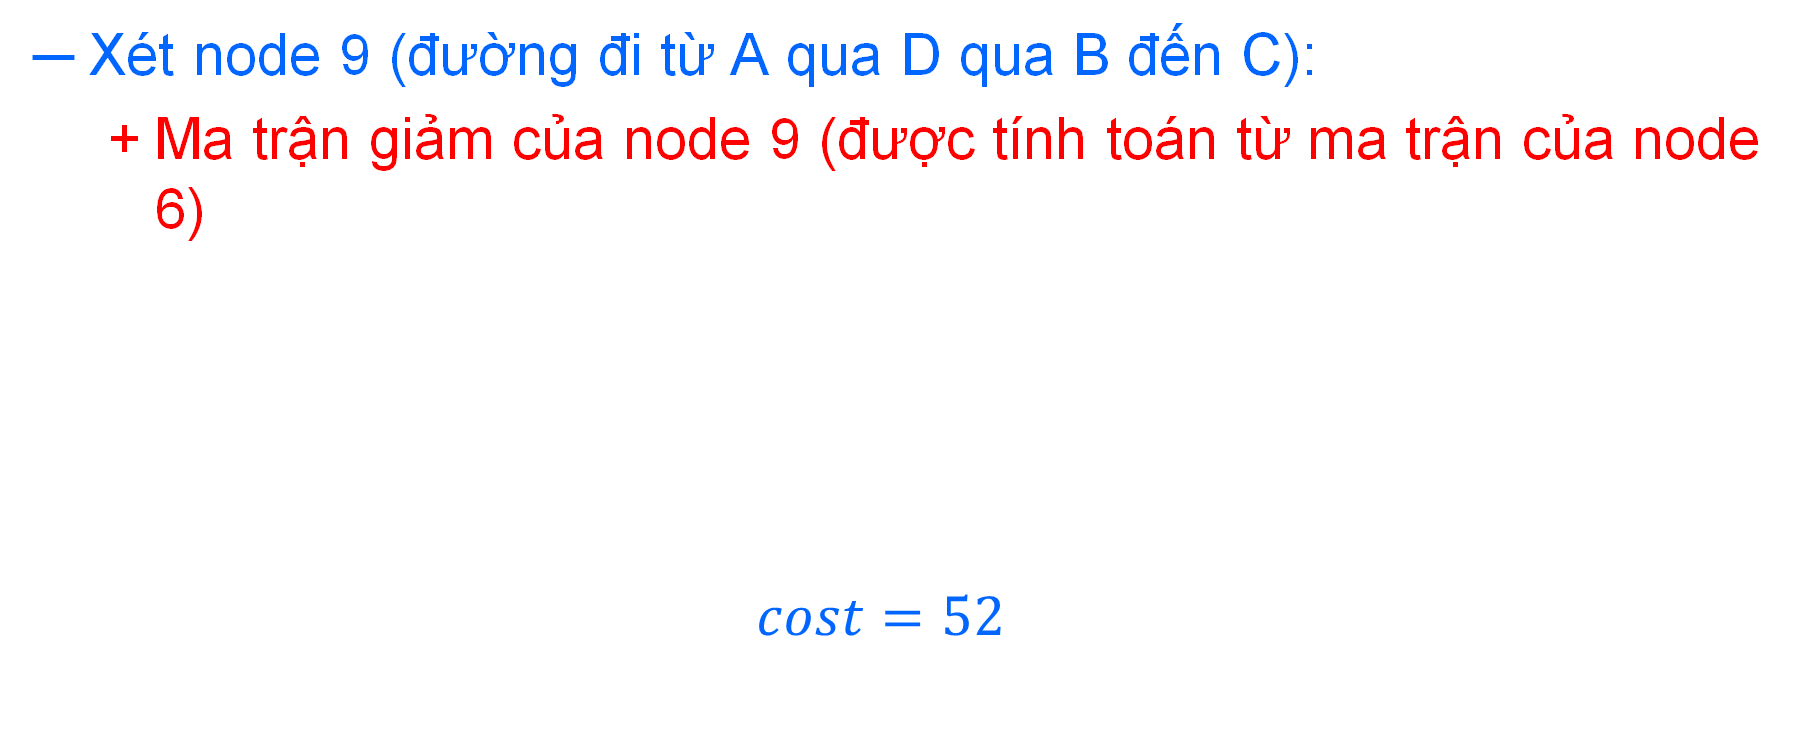 ─ Xét node 9 (đường đi từ A qua D qua B đến C):
+ Ma trận giảm của node 9 (được tính toán từ ma trận của node
6)
cost = 52